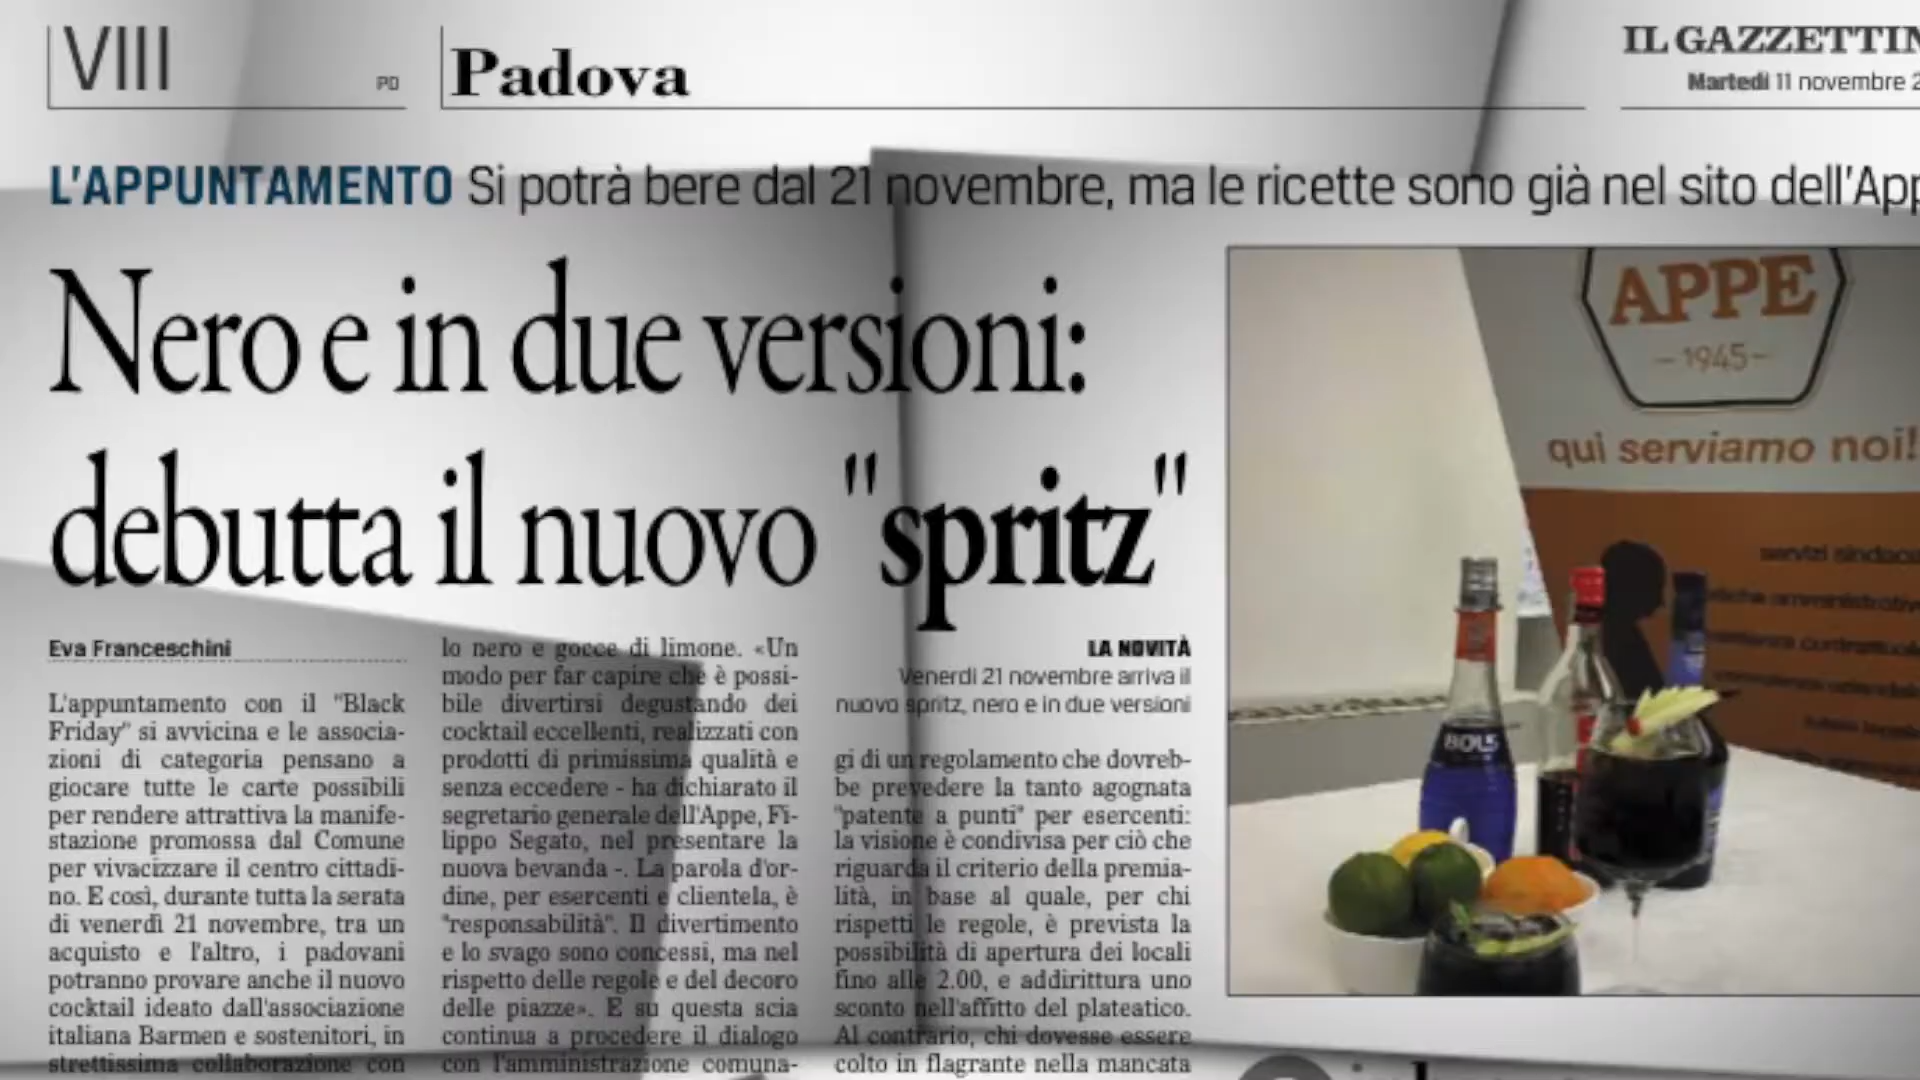 VIII
PD
Padova
IL GAZZETTIN
Martedì 11 novembre 2
L'APPUNTAMENTO Si potrà bere dal 21 novembre, ma le ricette sono già nel sito dell'App
Nero e in due versioni:
debutta il nuovo "spritz"
Eva Franceschini
L'appuntamento con il "Black
Friday" si avvicina e le associa-
zioni di categoria pensano a
giocare tutte le carte possibili
per rendere attrattiva la manife-
stazione promossa dal Comune
per vivacizzare il centro cittadi-
no. E così, durante tutta la serata
di venerdì 21 novembre, tra un
acquisto e l'altro, i padovani
potranno provare anche il nuovo
cocktail ideato dall'associazione
italiana Barmen e sostenitori, in
strettissima collaborazione con
lo nero e gocce di limone. «Un
modo per far capire che è possi-
bile divertirsi degustando dei
cocktail eccellenti, realizzati con
prodotti di primissima qualità e
senza eccedere - ha dichiarato il
segretario generale dell'Appe, Fi-
lippo Segato, nel presentare la
nuova bevanda -. La parola d'or-
dine, per esercenti e clientela, è
"responsabilità". Il divertimento
e lo svago sono concessi, ma nel
rispetto delle regole e del decoro
delle piazze». E su questa scia
continua a procedere il dialogo
con l'amministrazione comuna-
LA NOVITÀ
Venerdì 21 novembre arriva il
nuovo spritz, nero e in due versioni
gi di un regolamento che dovreb-
be prevedere la tanto agognata
"patente a punti" per esercenti:
la visione è condivisa per ciò che
riguarda il criterio della premia-
lità, in base al quale, per chi
rispetti le regole, è prevista la
possibilità di apertura dei locali
fino alle 2.00, e addirittura uno
sconto nell'affitto del plateatico.
Al contrario, chi dovesse essere
colto in flagrante nella mancata
APPE
1945
qui serviamo noi!
servizi sindaca
BOLS